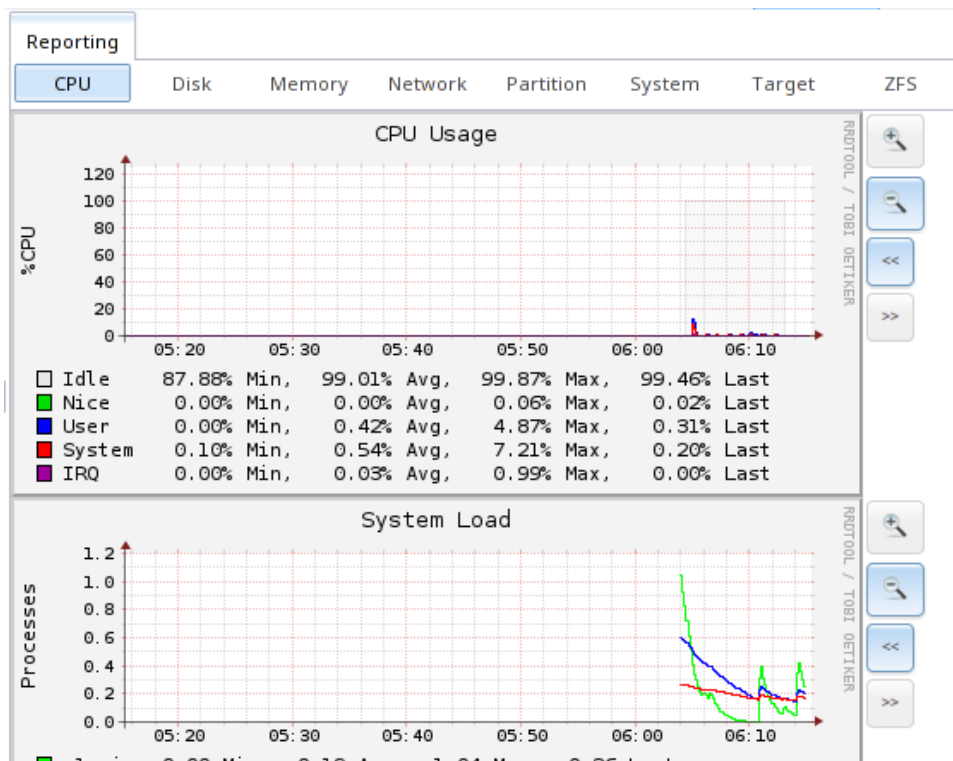 Reporting
CPU Disk Memory Network Partition System Target ZFS
CPU Usage
RRDTOOL / TOBI OETIKER
%CPU
120
100
80
60
40
20
0
05:20 05:30 05:40 05:50 06:00 06:10
Idle 87.88% Min, 99.01% Avg, 99.87% Max, 99.46% Last
Nice 0.00% Min, 0.00% Avg, 0.06% Max, 0.02% Last
User 0.00% Min, 0.42% Avg, 4.87% Max, 0.31% Last
System 0.10% Min, 0.54% Avg, 7.21% Max, 0.20% Last
IRQ 0.00% Min, 0.03% Avg, 0.99% Max, 0.00% Last
<<
>>
System Load
RRDTOOL / TOBI OETIKER
Processes
1.2
1.0
0.8
0.6
0.4
0.2
0.0
05:20 05:30 05:40 05:50 06:00 06:10
<<
>>